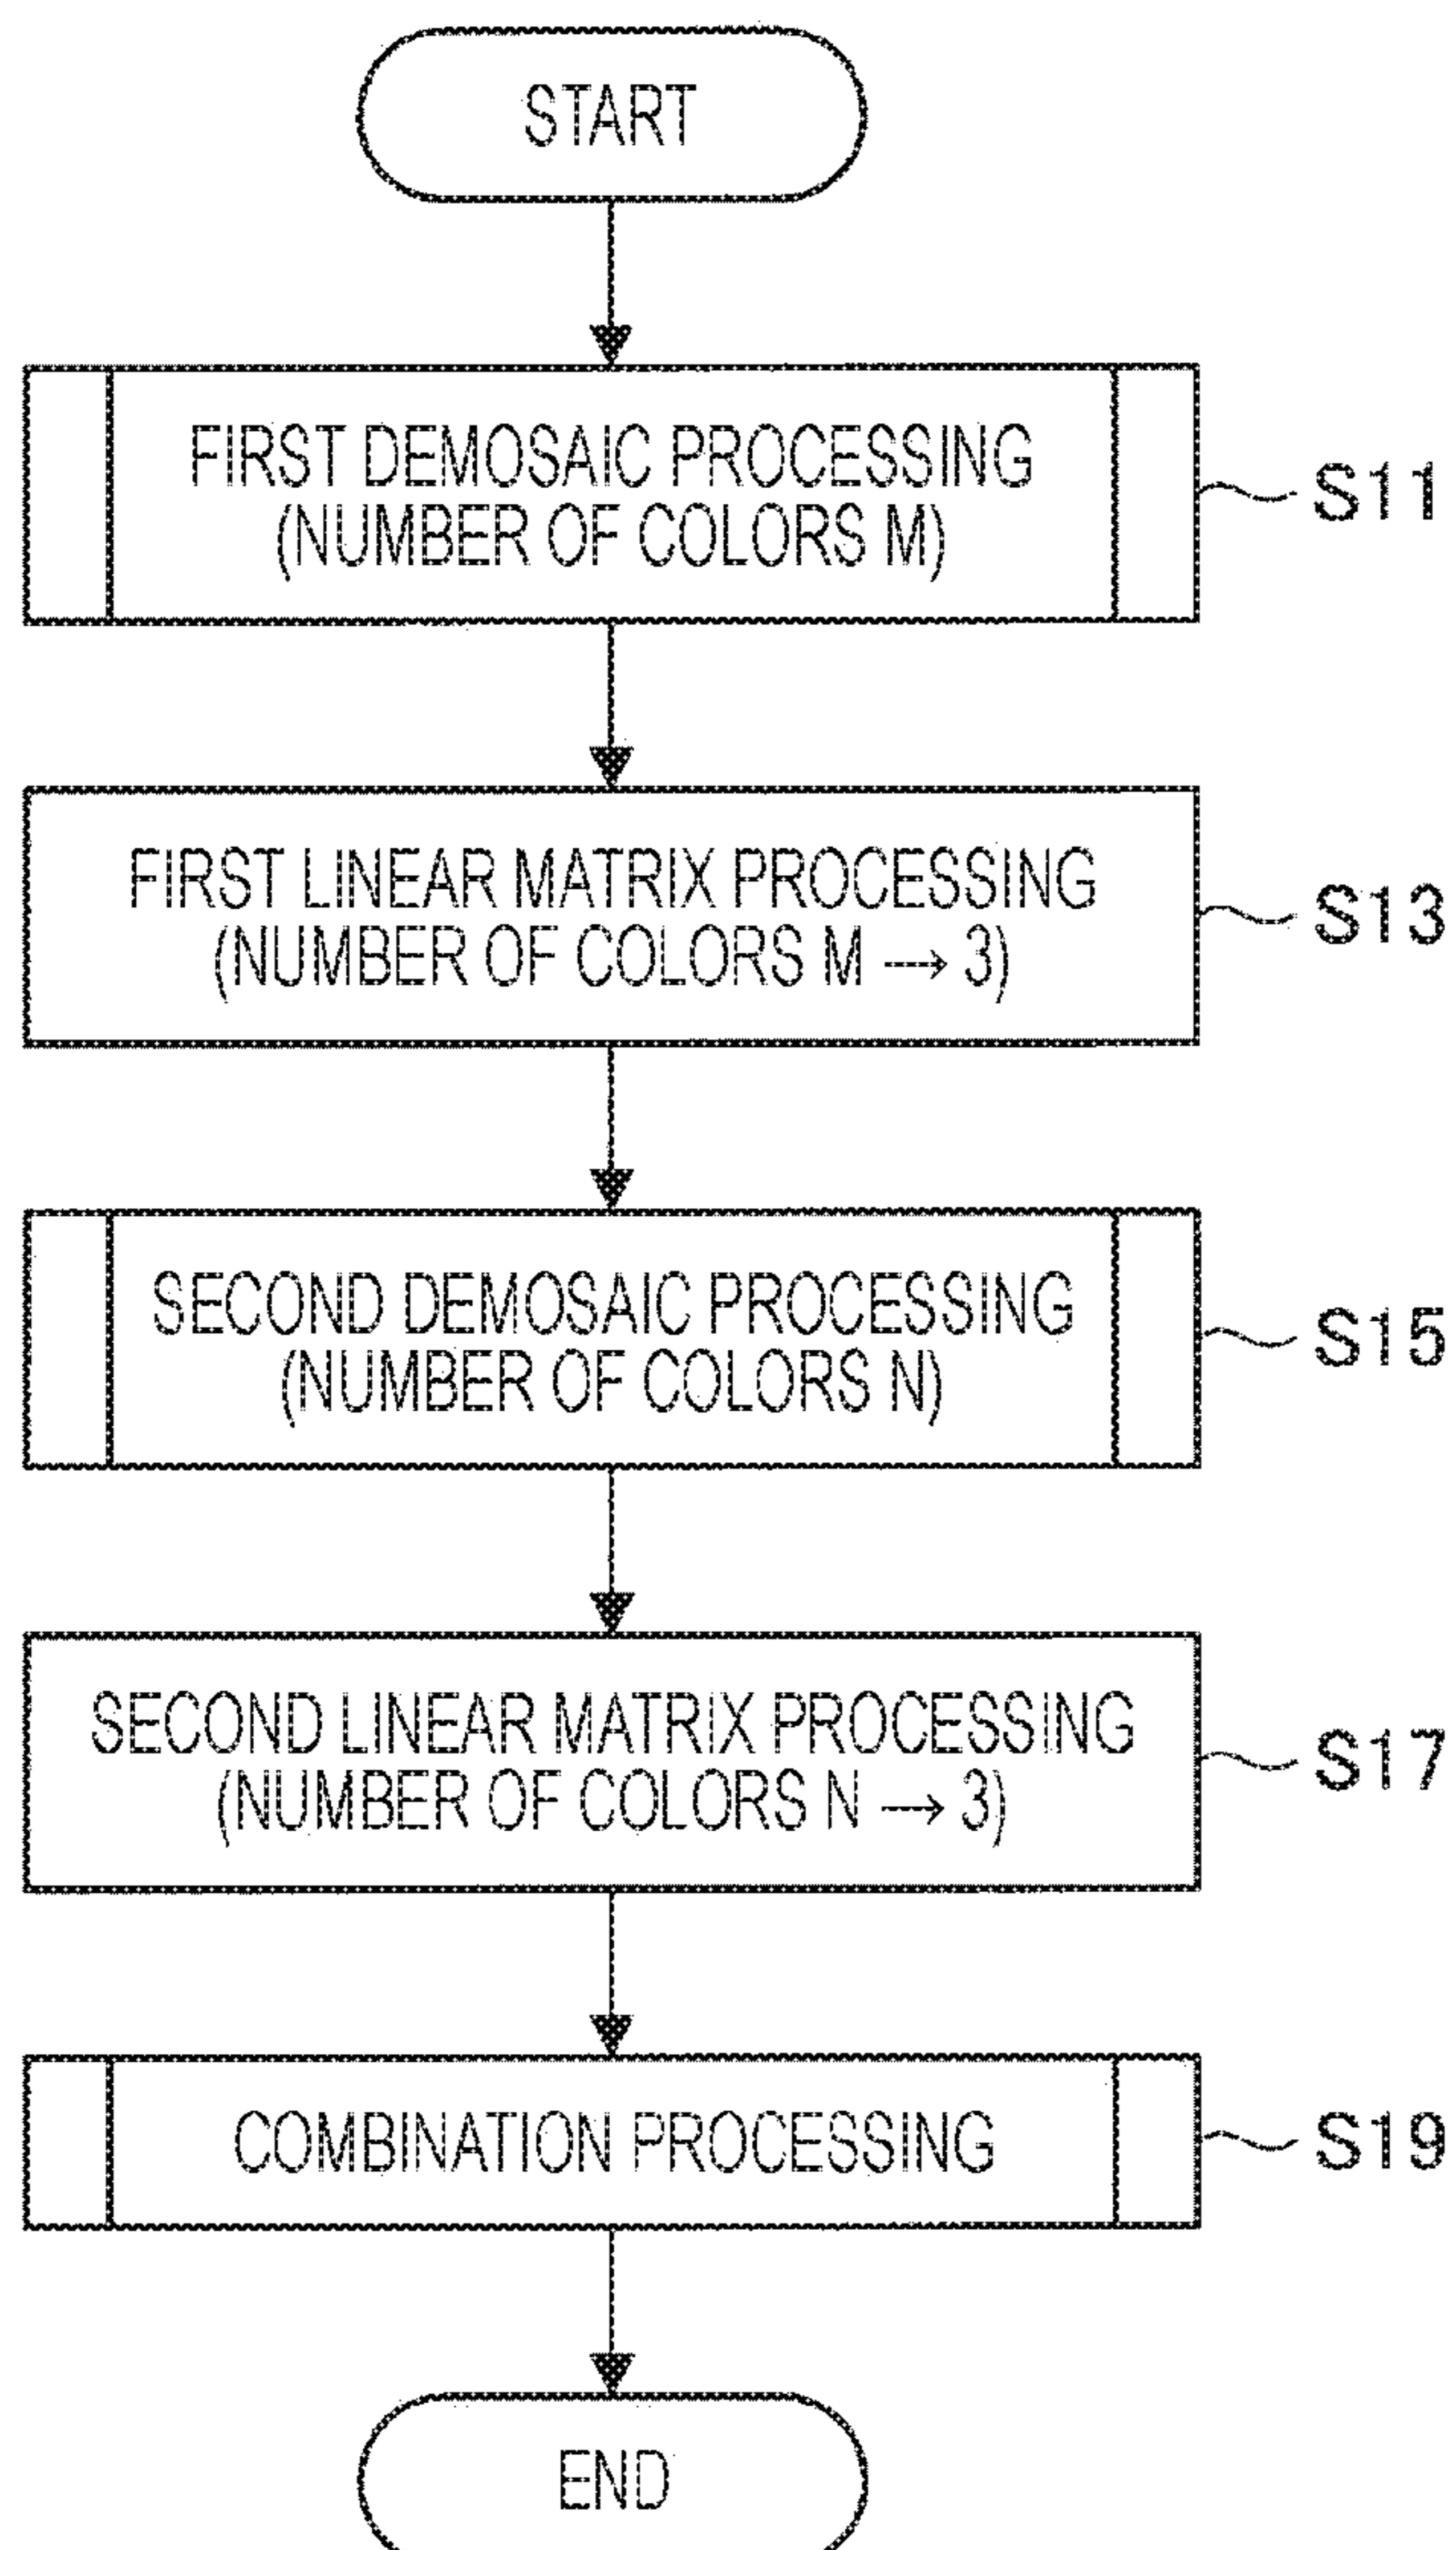 START
FIRST DEMOSAIC PROCESSING
(NUMBER OF COLORS M)
S11
FIRST LINEAR MATRIX PROCESSING
(NUMBER OF COLORS M → 3)
S13
SECOND DEMOSAIC PROCESSING
(NUMBER OF COLORS N)
S15
SECOND LINEAR MATRIX PROCESSING
(NUMBER OF COLORS N → 3)
S17
COMBINATION PROCESSING
S19
END